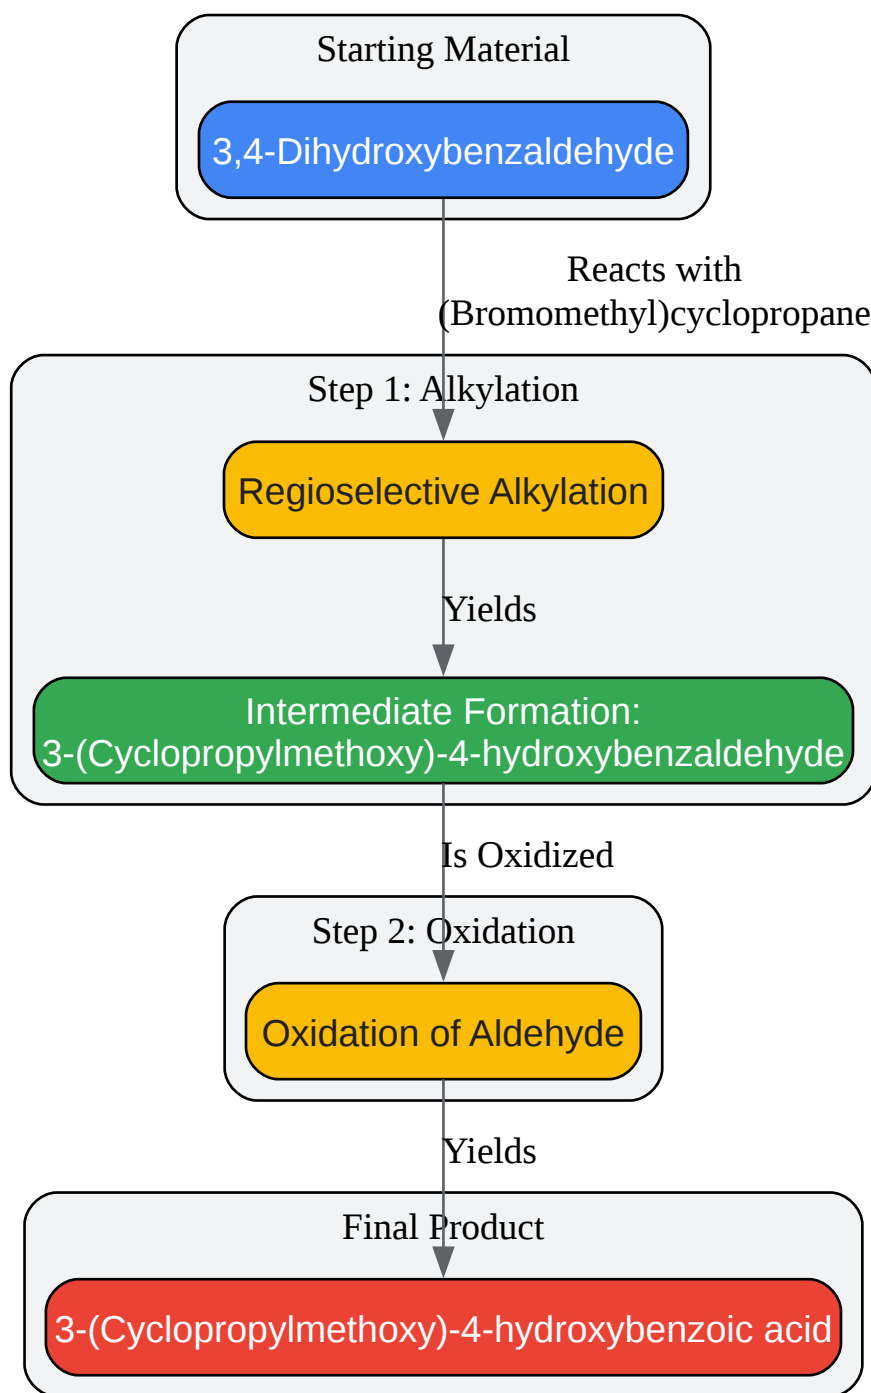 Starting Material
3,4-Dihydroxybenzaldehyde
Reacts with
(Bromomethyl)cyclopropane
Step 1: Alkylation
Regioselective Alkylation
Yields
Intermediate Formation:
3-(Cyclopropylmethoxy)-4-hydroxybenzaldehyde
Is Oxidized
Step 2: Oxidation
Oxidation of Aldehyde
Yields
Final Product
3-(Cyclopropylmethoxy)-4-hydroxybenzoic acid